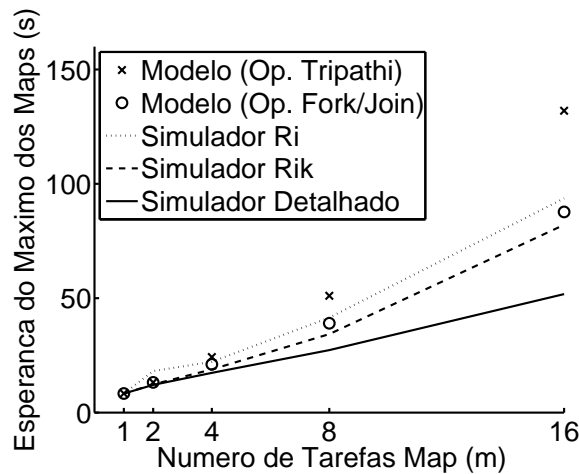 Esperanca do Maximo dos Maps (s)
150
100
50
0
Modelo (Op. Tripathi)
Modelo (Op. Fork/Join)
Simulador Ri
Simulador Rik
Simulador Detalhado
1 2 4 8 16
Numero de Tarefas Map (m)